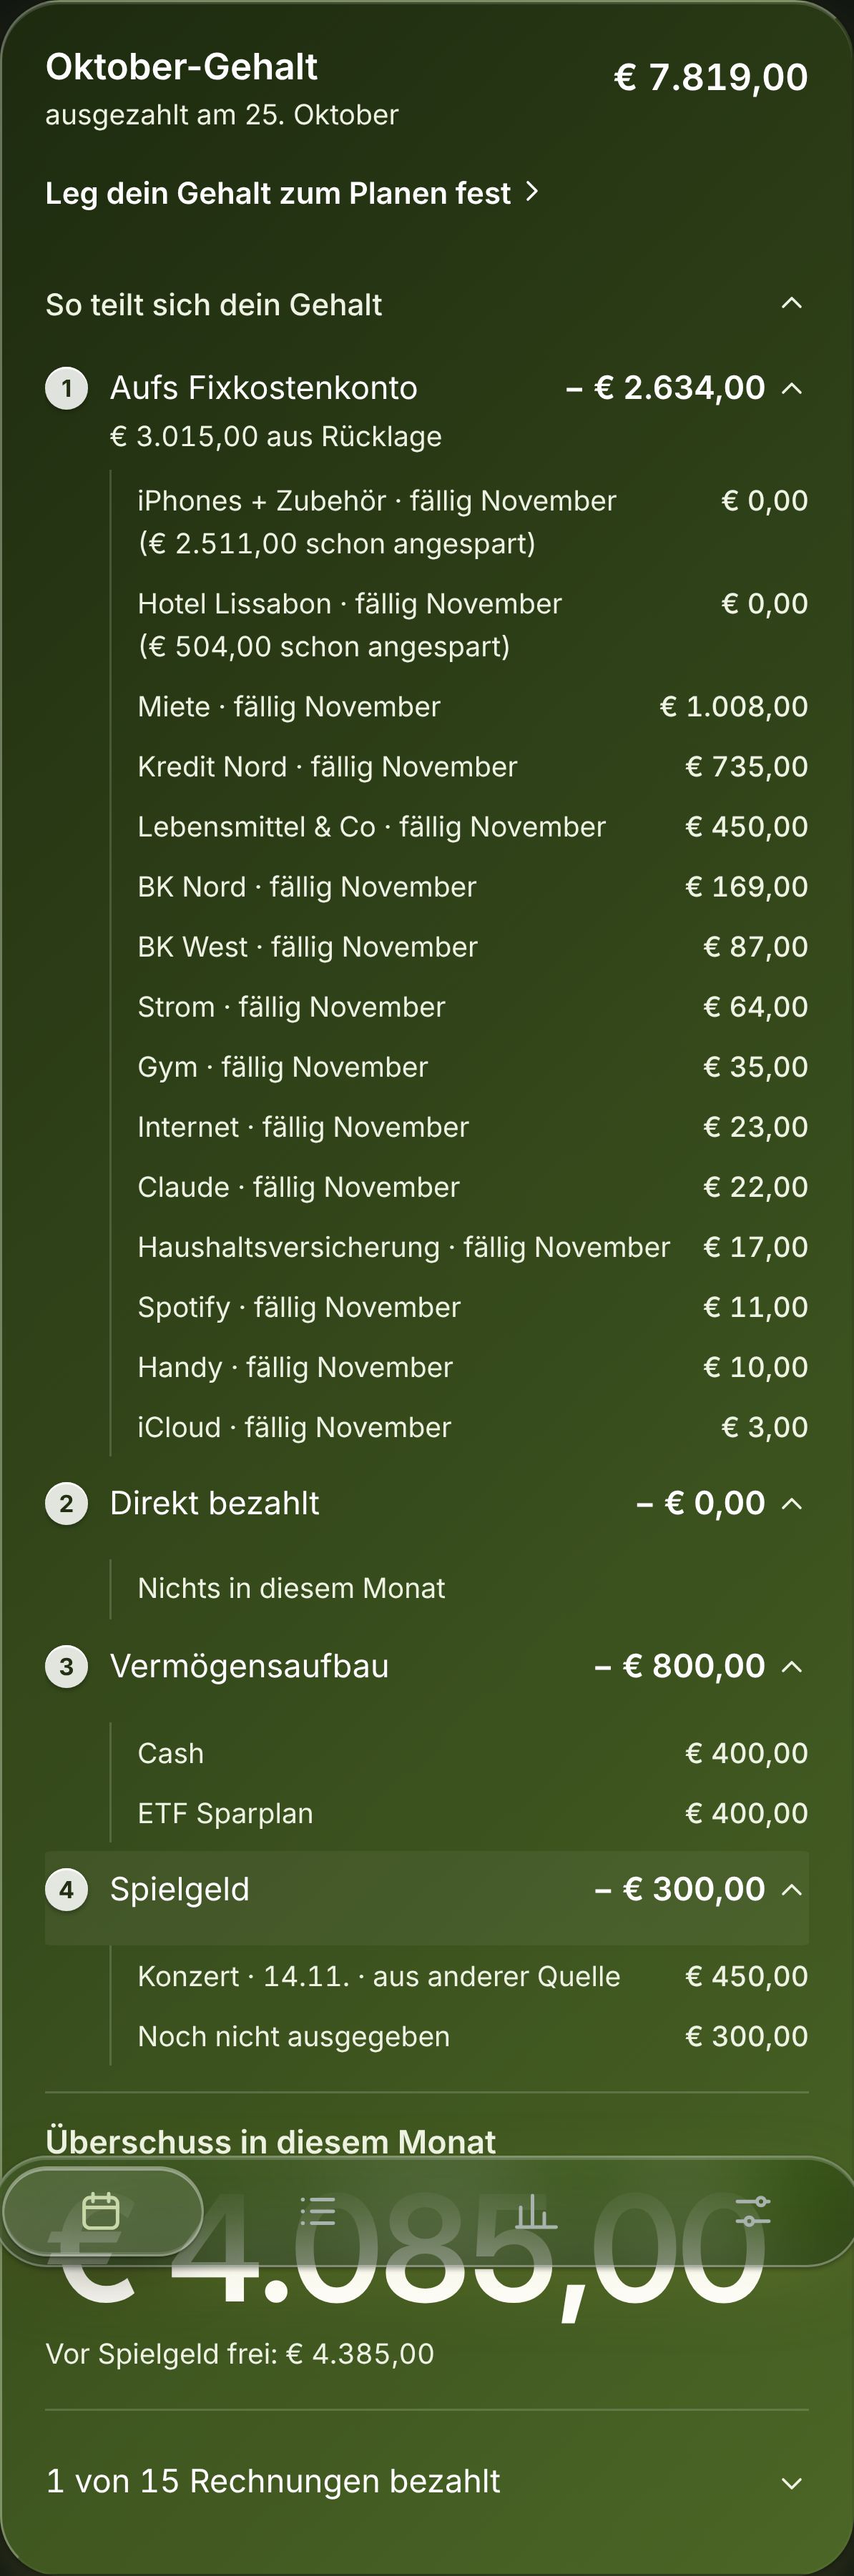 Oktober-Gehalt
€ 7.819,00
ausgezahlt am 25. Oktober
Leg dein Gehalt zum Planen fest
So teilt sich dein Gehalt
1 Aufs Fixkostenkonto – € 2.634,00
€ 3.015,00 aus Rücklage
iPhones + Zubehör · fällig November € 0,00
(€ 2.511,00 schon angespart)
Hotel Lissabon · fällig November € 0,00
(€ 504,00 schon angespart)
Miete · fällig November € 1.008,00
Kredit Nord · fällig November € 735,00
Lebensmittel & Co · fällig November € 450,00
BK Nord · fällig November € 169,00
BK West · fällig November € 87,00
Strom · fällig November € 64,00
Gym · fällig November € 35,00
Internet · fällig November € 23,00
Claude · fällig November € 22,00
Haushaltsversicherung · fällig November € 17,00
Spotify · fällig November € 11,00
Handy · fällig November € 10,00
iCloud · fällig November € 3,00
2 Direkt bezahlt – € 0,00
Nichts in diesem Monat
3 Vermögensaufbau – € 800,00
Cash € 400,00
ETF Sparplan € 400,00
4 Spielgeld – € 300,00
Konzert · 14.11. · aus anderer Quelle € 450,00
Noch nicht ausgegeben € 300,00
Überschuss in diesem Monat
€ 4.085,00
Vor Spielgeld frei: € 4.385,00
1 von 15 Rechnungen bezahlt